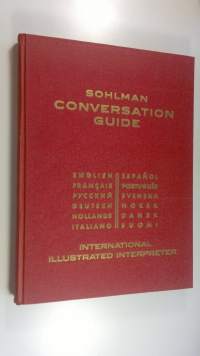 SOHLMAN
CONVERSATION
GUIDE
ENGLISH ESPAÑOL
FRANÇAIS PORTUGUÊS
РУССКИЙ SVENSKA
DEUTSCH NORSK
HOLLANDS DANSK
ITALIANO SUOMI
INTERNATIONAL
ILLUSTRATED INTERPRETER